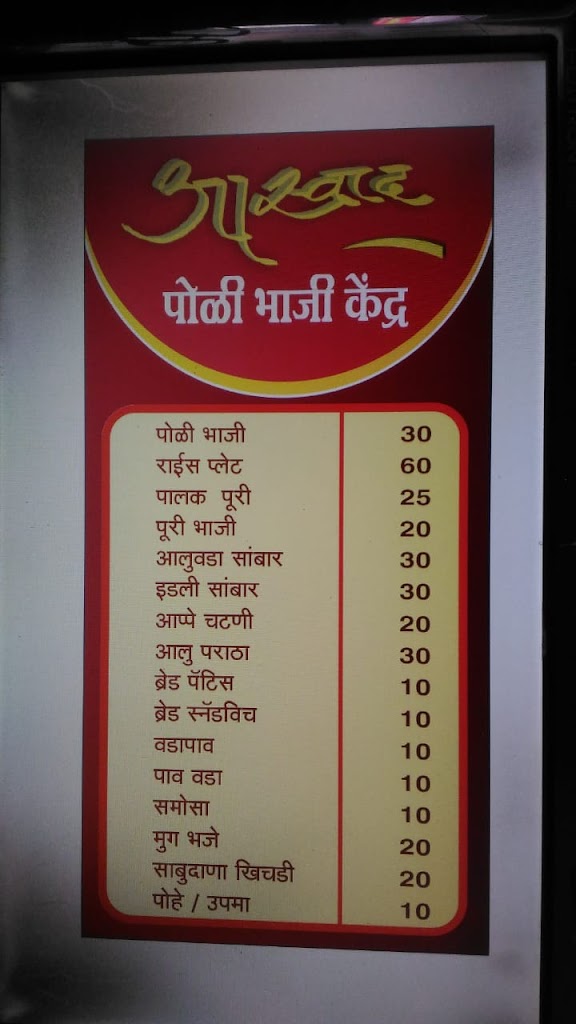 आस्वाद
पोळी भाजी केंद्र
पोळी भाजी 30
राईस प्लेट 60
पालक पूरी 25
पूरी भाजी 20
आलुवडा सांबार 30
इडली सांबार 30
आप्पे चटणी 20
आलु पराठा 30
ब्रेड पॅटिस 10
ब्रेड स्नॅडविच 10
वडापाव 10
पाव वडा 10
समोसा 10
मुग भजे 20
साबुदाणा खिचडी 20
पोहे / उपमा 10